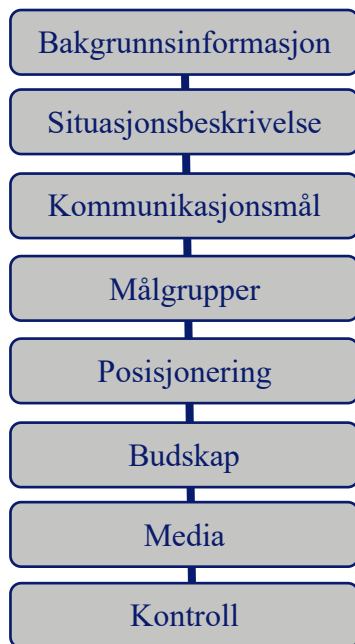 Bakgrunnsinformasjon
Situasjonsbeskrivelse
Kommunikasjonsmål
Målgrupper
Posisjonering
Budskap
Media
Kontroll